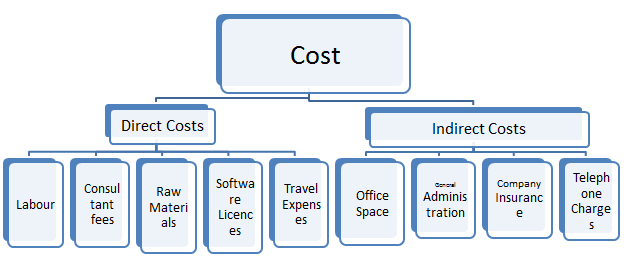 Cost
Direct Costs
Indirect Costs
Labour
Consul
tant
fees
Raw
Materi
als
Softwa
re
Licenc
es
Travel
Expens
es
Office
Space
General
Adminis
tration
Company
Insuranc
e
Teleph
one
Charge
s